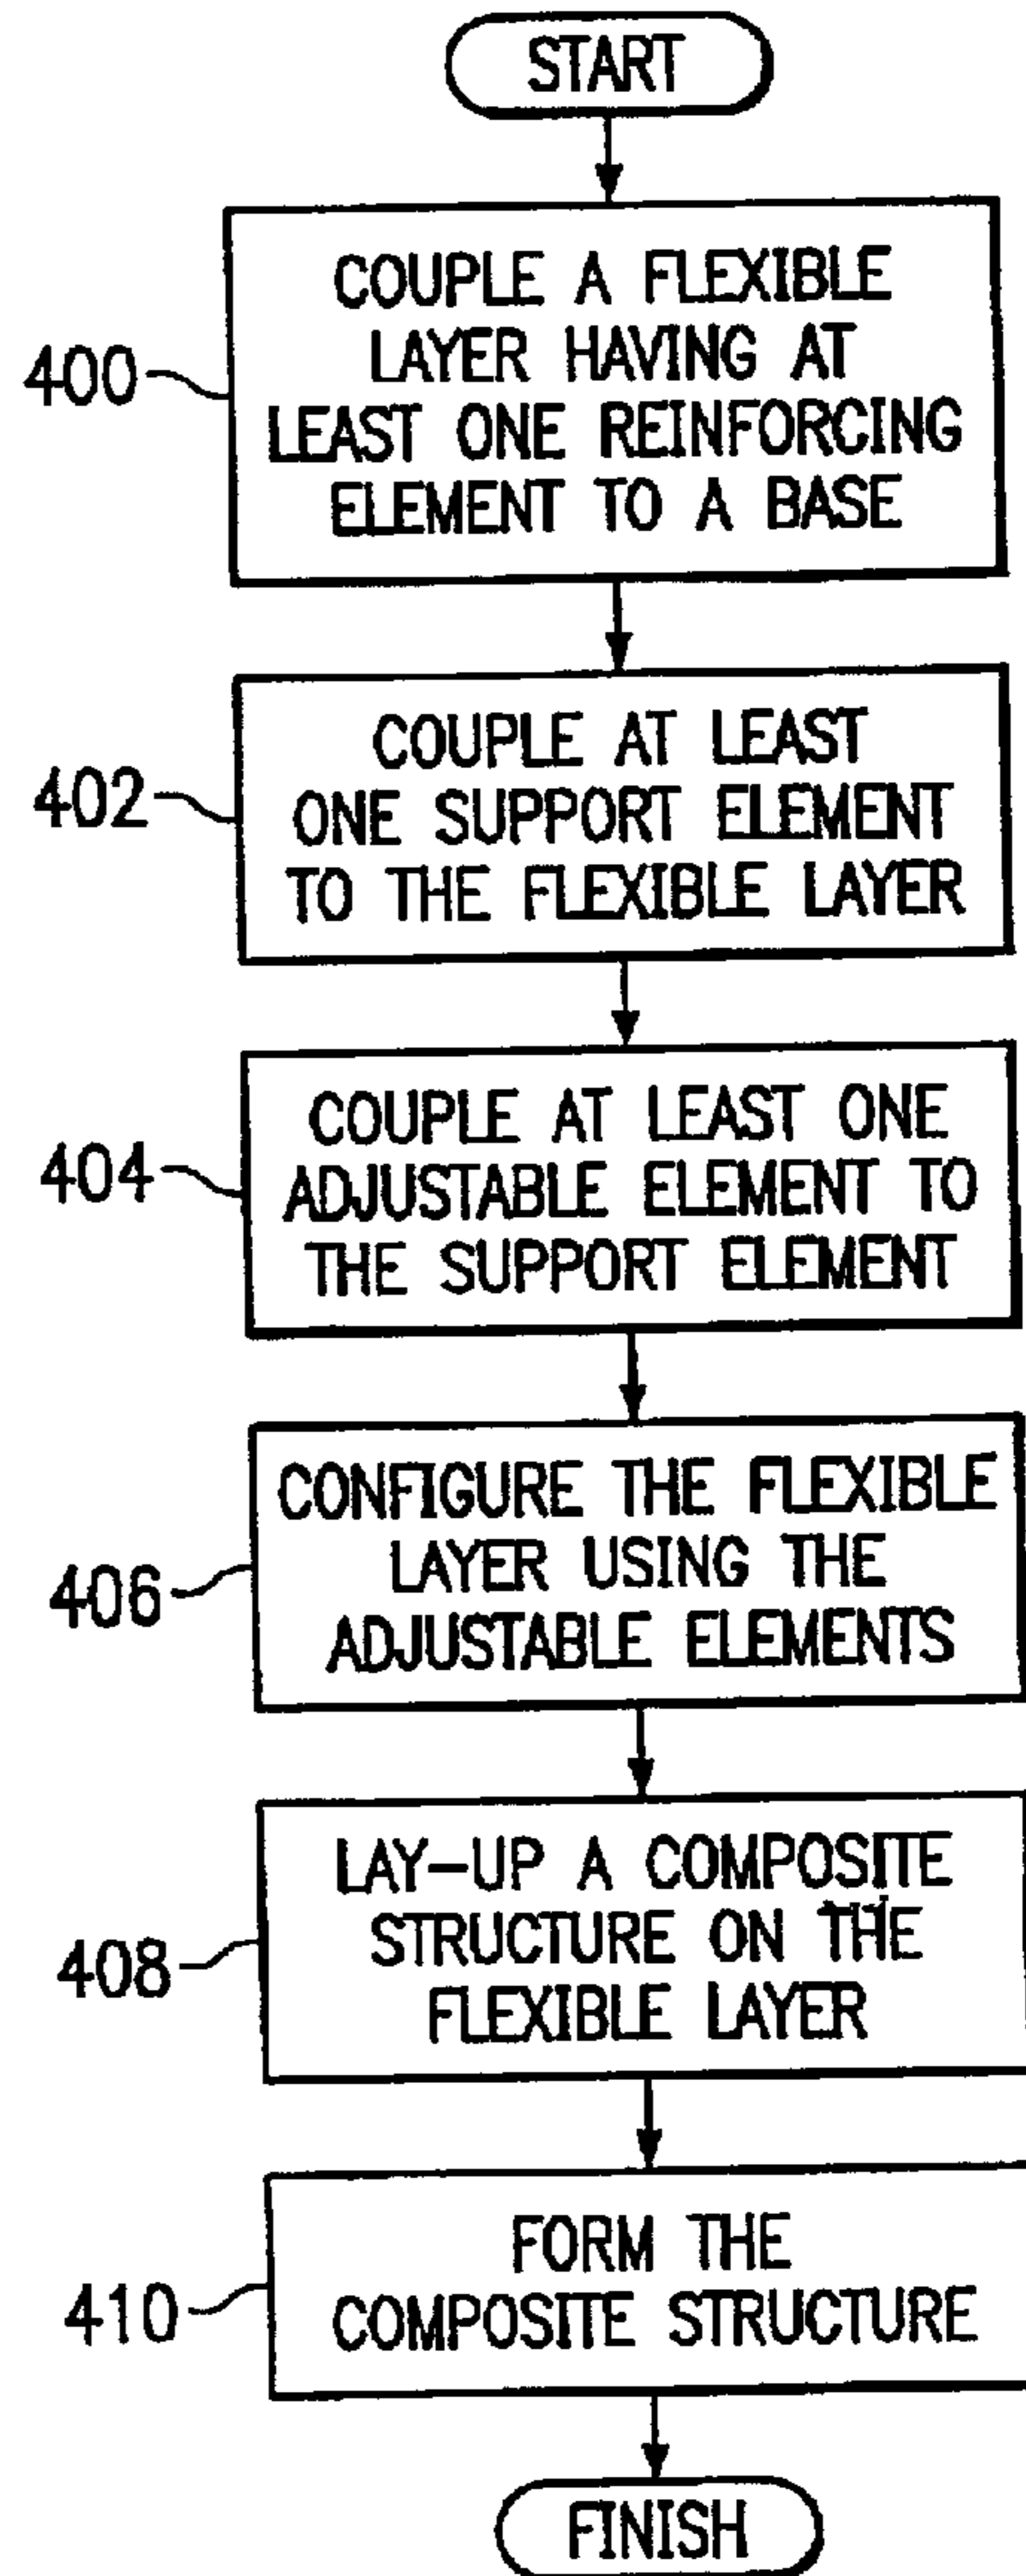 START
400
COUPLE A FLEXIBLE
LAYER HAVING AT
LEAST ONE REINFORCING
ELEMENT TO A BASE
402
COUPLE AT LEAST
ONE SUPPORT ELEMENT
TO THE FLEXIBLE LAYER
404
COUPLE AT LEAST ONE
ADJUSTABLE ELEMENT TO
THE SUPPORT ELEMENT
406
CONFIGURE THE FLEXIBLE
LAYER USING THE
ADJUSTABLE ELEMENTS
408
LAY-UP A COMPOSITE
STRUCTURE ON THE
FLEXIBLE LAYER
410
FORM THE
COMPOSITE STRUCTURE
FINISH